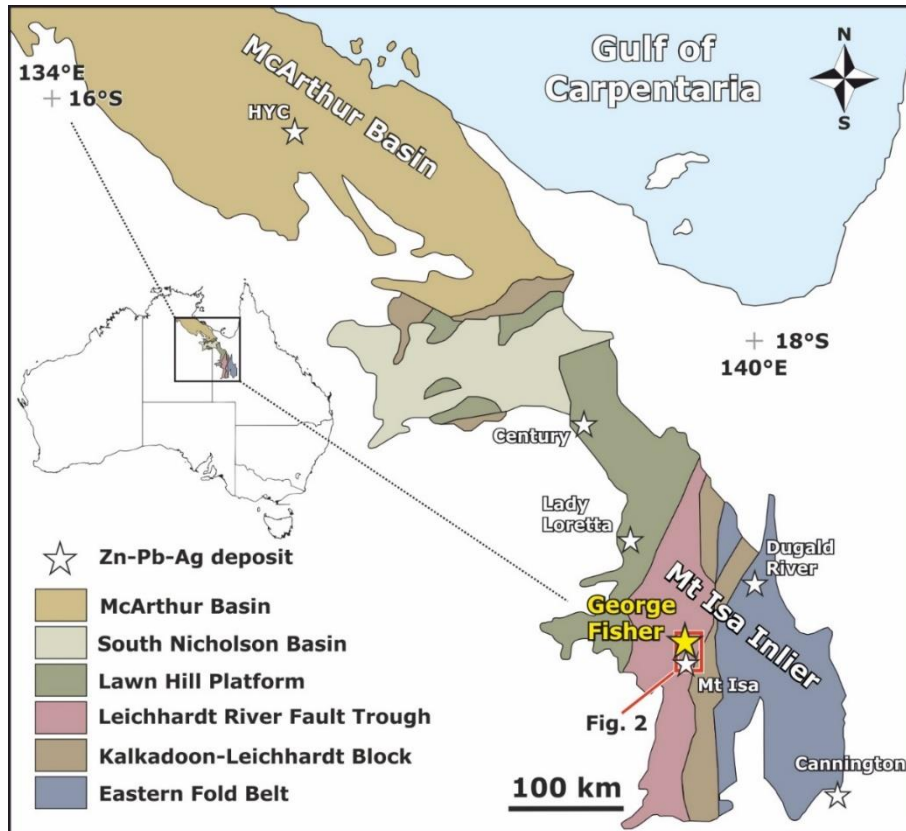 Gulf of
Carpentaria
N
S
134°E
16°S
McArthur Basin
HYC
18°S
140°E
Century
Lady
Loretta
Dugald
River
Mt Isa Inlier
George
Fisher
Mt Isa
Fig. 2
Cannington
100 km
Zn-Pb-Ag deposit
McArthur Basin
South Nicholson Basin
Lawn Hill Platform
Leichhardt River Fault Trough
Kalkadoon-Leichhardt Block
Eastern Fold Belt